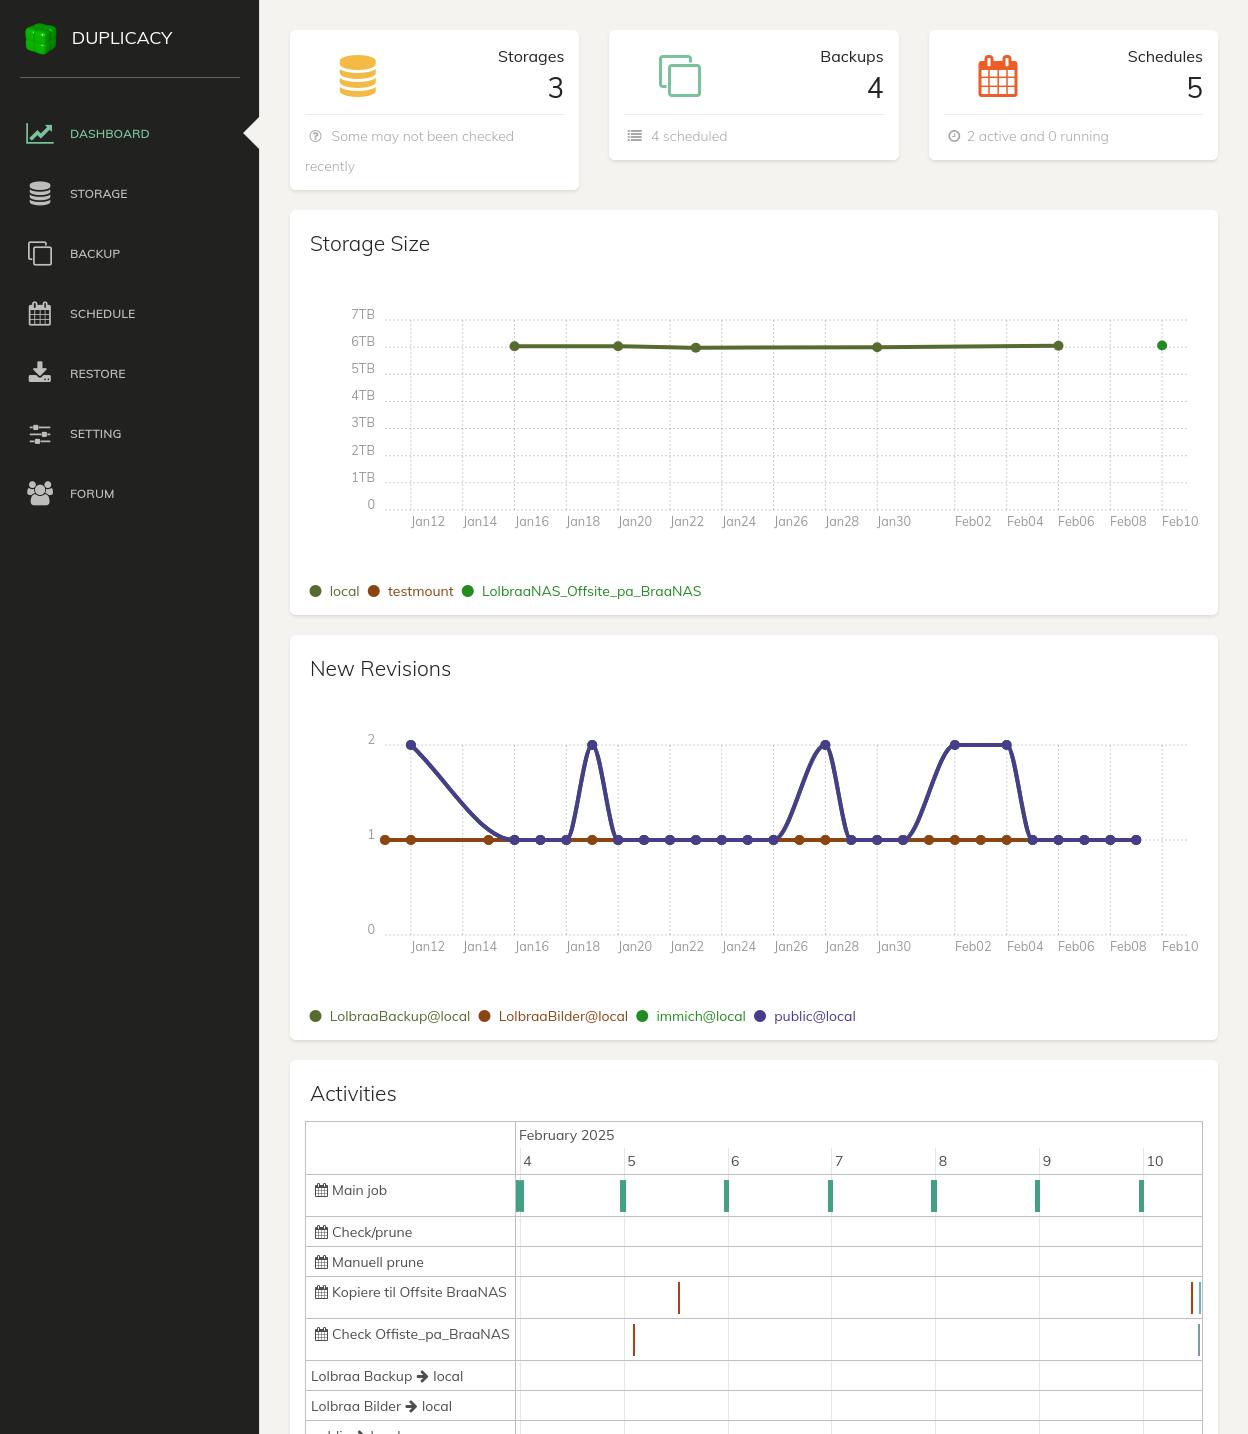 DUPLICACY
DASHBOARD
STORAGE
BACKUP
SCHEDULE
RESTORE
SETTING
FORUM
Storages
3
Some may not been checked
recently
Backups
4
4 scheduled
Schedules
5
2 active and 0 running
Storage Size
7TB
6TB
5TB
4TB
3TB
2TB
1TB
0
Jan12 Jan14 Jan16 Jan18 Jan20 Jan22 Jan24 Jan26 Jan28 Jan30 Feb02 Feb04 Feb06 Feb08 Feb10
local testmount LolbraaNAS_Offsite_pa_BraaNAS
New Revisions
2
1
0
Jan12 Jan14 Jan16 Jan18 Jan20 Jan22 Jan24 Jan26 Jan28 Jan30 Feb02 Feb04 Feb06 Feb08 Feb10
LolbraaBackup@local LolbraaBilder@local immich@local public@local
Activities
February 2025
4 5 6 7 8 9 10
Main job
Check/prune
Manuell prune
Kopiere til Offsite BraaNAS
Check Offiste_pa_BraaNAS
Lolbraa Backup → local
Lolbraa Bilder → local